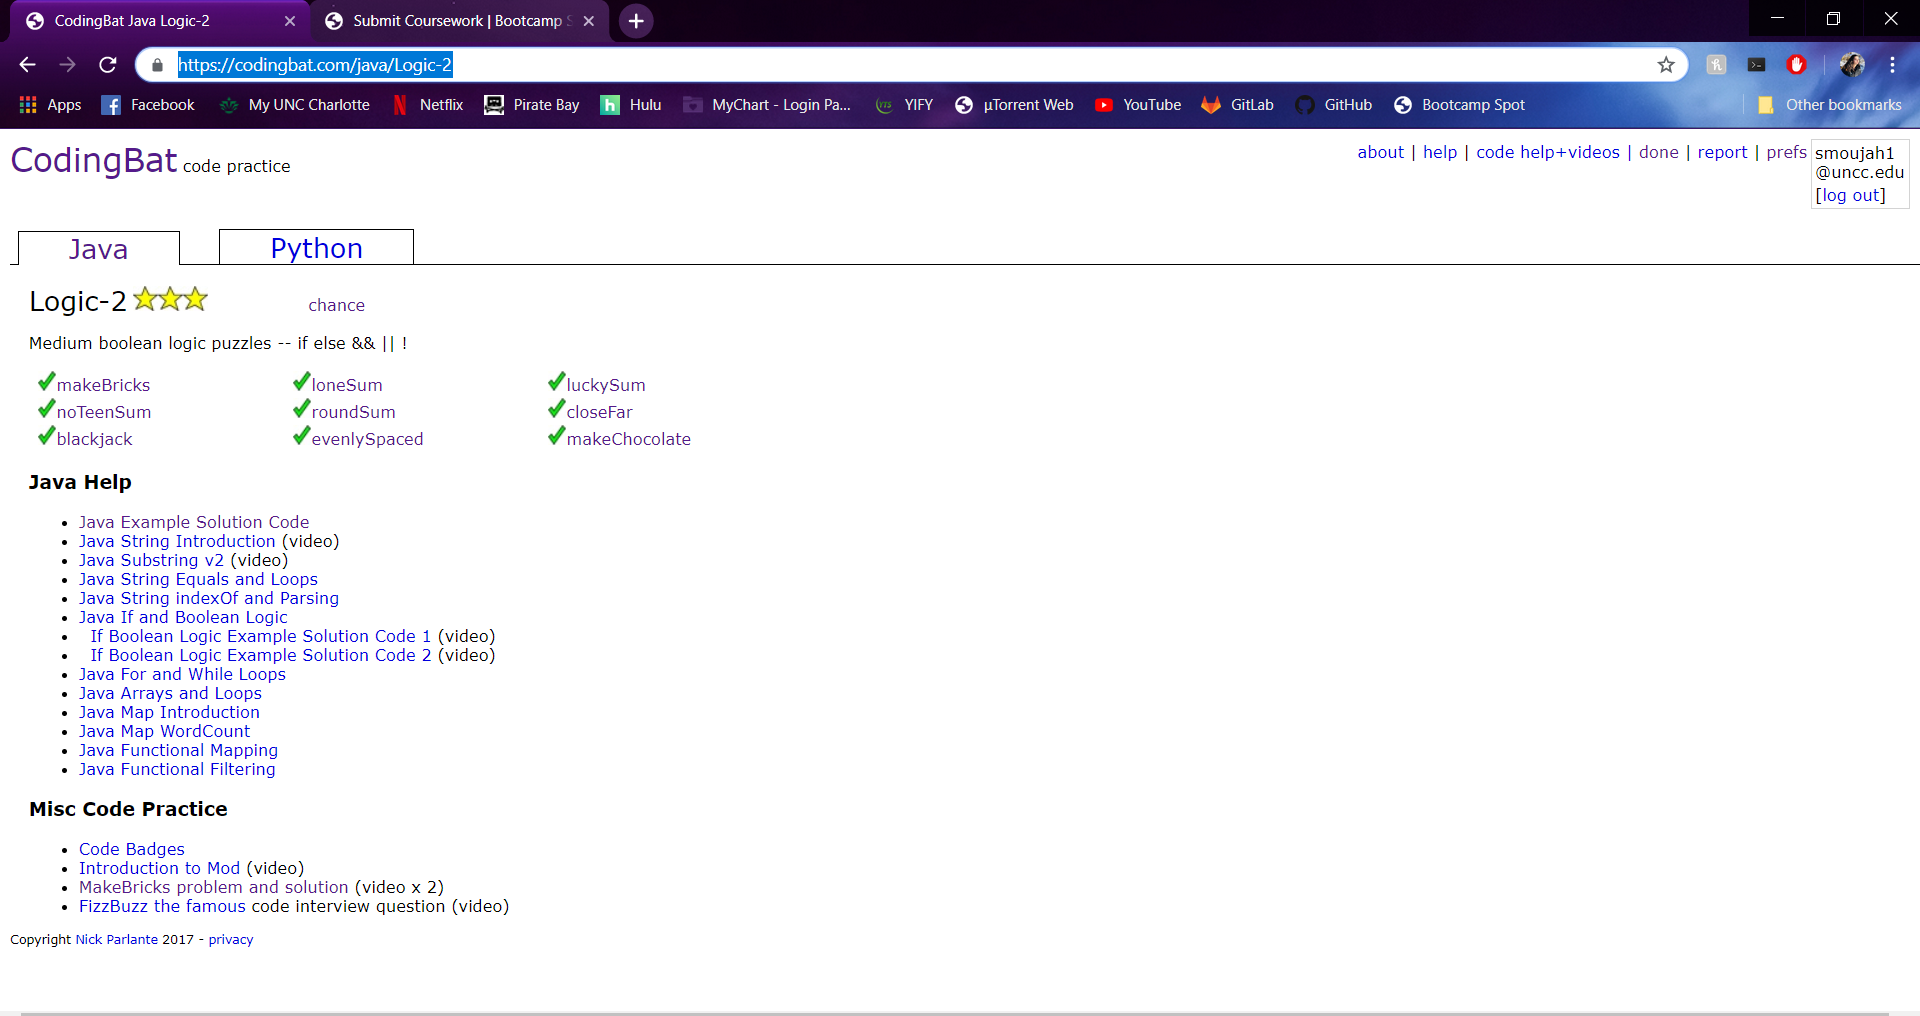 CodingBat Java Logic-2
Submit Coursework | Bootcamp S
https://codingbat.com/java/Logic-2
Apps Facebook My UNC Charlotte Netflix Pirate Bay Hulu MyChart - Login Pa... YIFY µTorrent Web YouTube GitLab GitHub Bootcamp Spot Other bookmarks
CodingBat code practice
about | help | code help+videos | done | report | prefs
smoujah1
@uncc.edu
[log out]
Java Python
Logic-2 chance
Medium boolean logic puzzles -- if else && || !
makeBricks loneSum luckySum
noTeenSum roundSum closeFar
blackjack evenlySpaced makeChocolate
Java Help
• Java Example Solution Code
• Java String Introduction (video)
• Java Substring v2 (video)
• Java String Equals and Loops
• Java String indexOf and Parsing
• Java If and Boolean Logic
• If Boolean Logic Example Solution Code 1 (video)
• If Boolean Logic Example Solution Code 2 (video)
• Java For and While Loops
• Java Arrays and Loops
• Java Map Introduction
• Java Map WordCount
• Java Functional Mapping
• Java Functional Filtering
Misc Code Practice
• Code Badges
• Introduction to Mod (video)
• MakeBricks problem and solution (video x 2)
• FizzBuzz the famous code interview question (video)
Copyright Nick Parlante 2017 - privacy